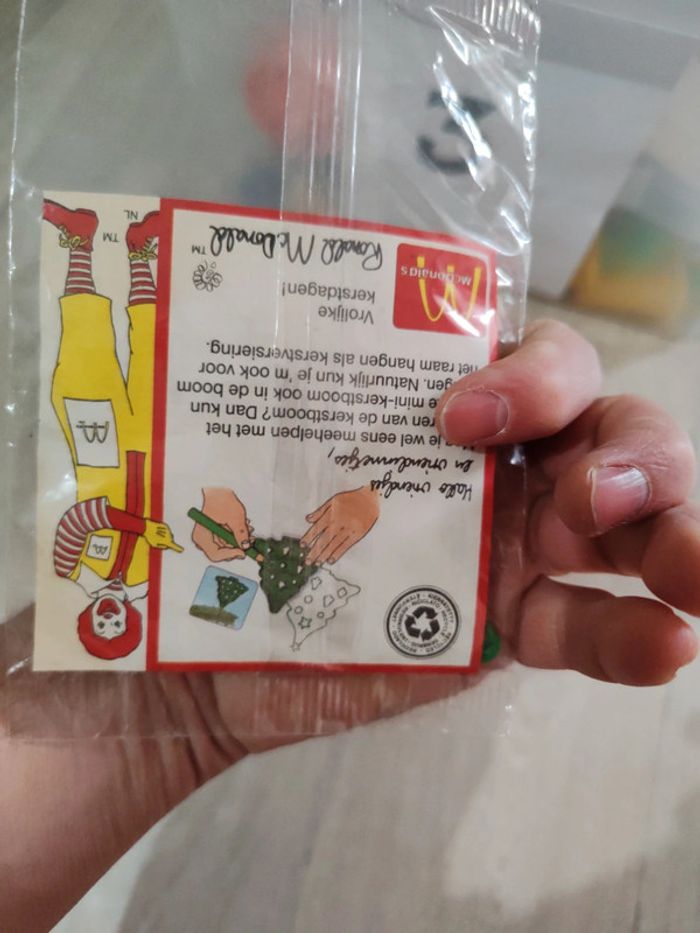 Hallo vriendjes
en vriendinnetjes,
je wel eens meehelpen met het
van de kerstboom? Dan kun
mini-kerstboom ook in de boom
Natuurlijk kun je 'm ook voor
het raam hangen als kerstversiering.
Vrolijke
kerstdagen!
TM
Ronald McDonald
McDonald's
TM
NL
3